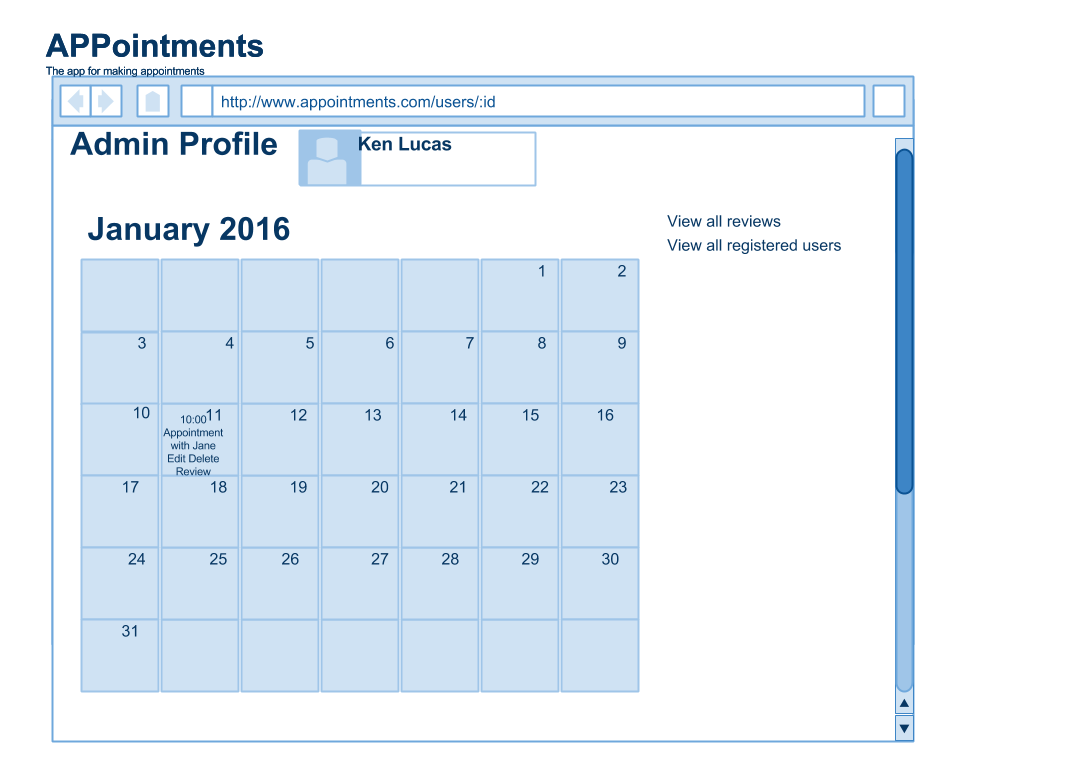 APPointments
The app for making appointments
http://www.appointments.com/users/:id
Admin Profile
Ken Lucas
January 2016
View all reviews
View all registered users
1 2
3 4 5 6 7 8 9
10 11 12 13 14 15 16
10:00
Appointment
with Jane
Edit Delete
Review
17 18 19 20 21 22 23
24 25 26 27 28 29 30
31